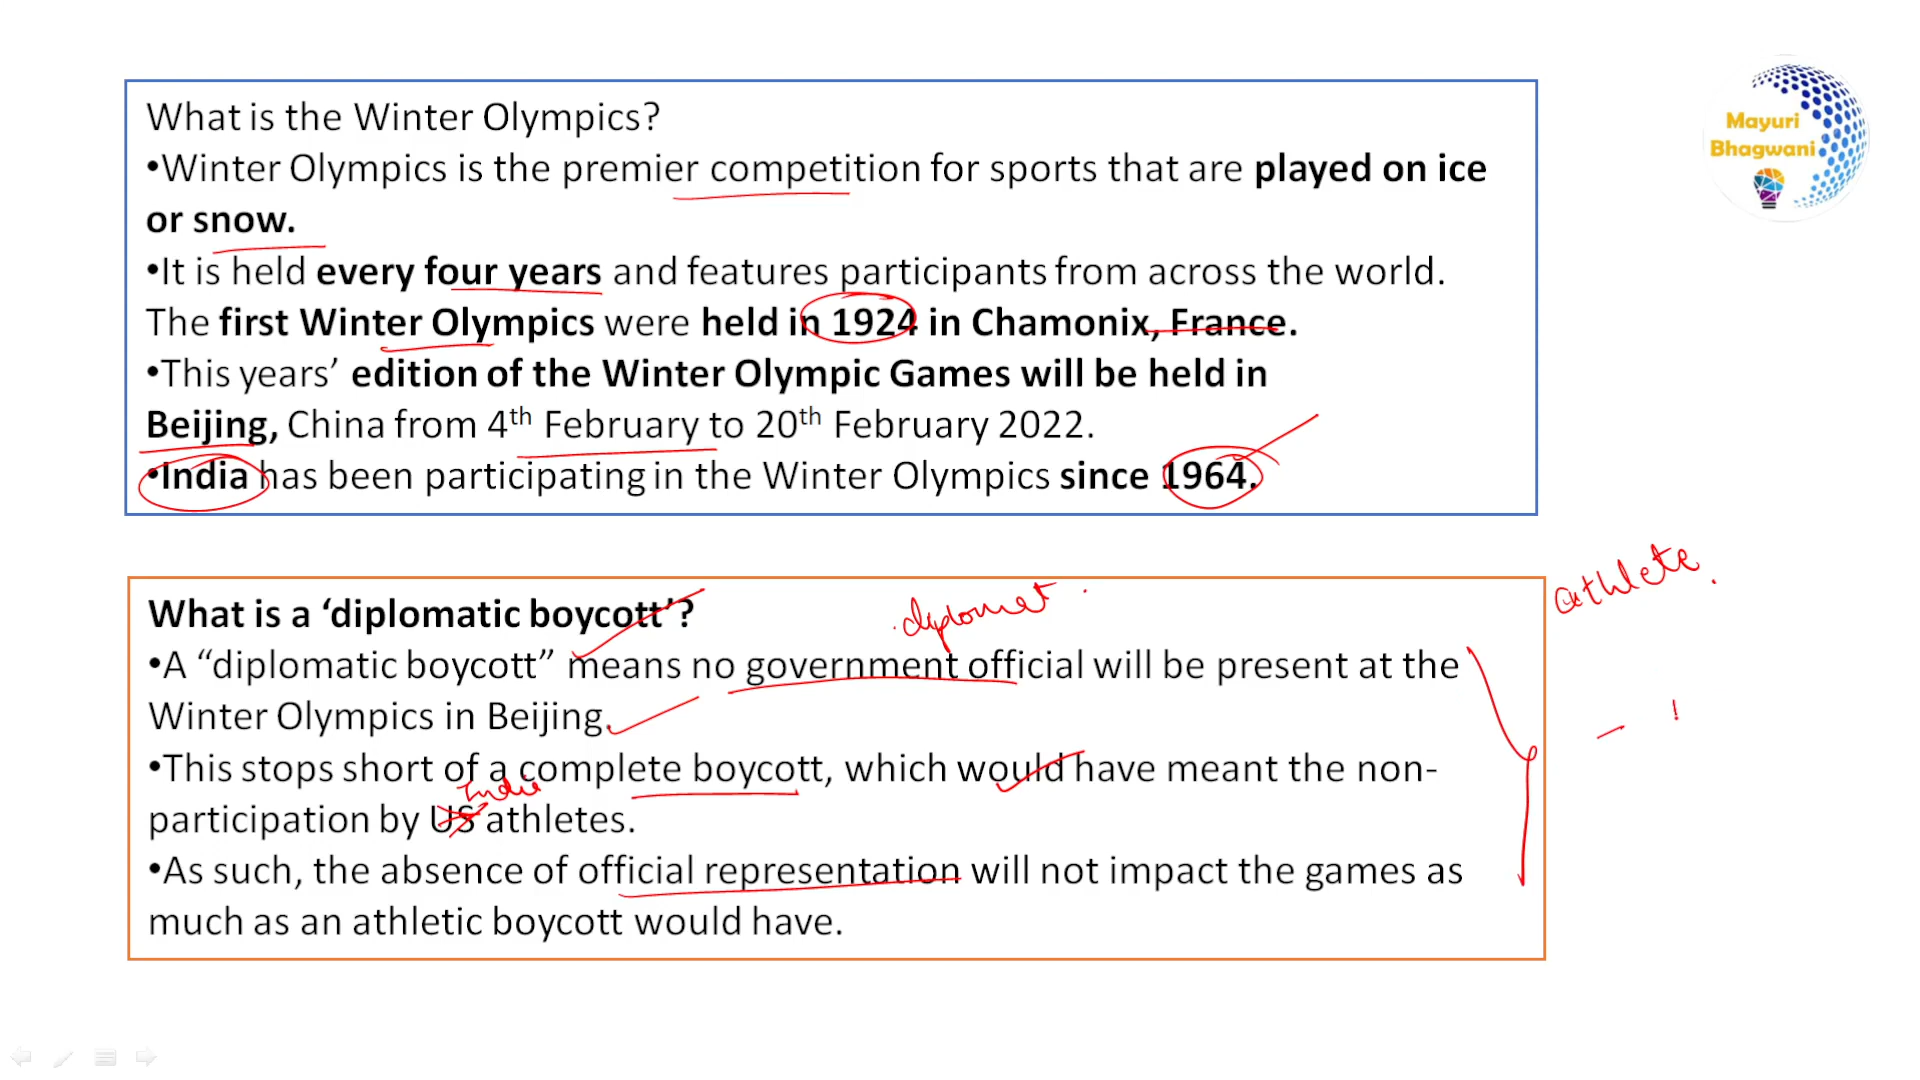 What is the Winter Olympics?
•Winter Olympics is the premier competition for sports that are played on ice
or snow.
•It is held every four years and features participants from across the world.
The first Winter Olympics were held in 1924 in Chamonix, France.
•This years’ edition of the Winter Olympic Games will be held in
Beijing, China from 4th February to 20th February 2022.
•India has been participating in the Winter Olympics since 1964.
Mayuri
Bhagwani
athlete.
What is a ‘diplomatic boycott’?
diplomat
•A “diplomatic boycott” means no government official will be present at the
Winter Olympics in Beijing.
•This stops short of a complete boycott, which would have meant the non-
India
participation by US athletes.
•As such, the absence of official representation will not impact the games as
much as an athletic boycott would have.